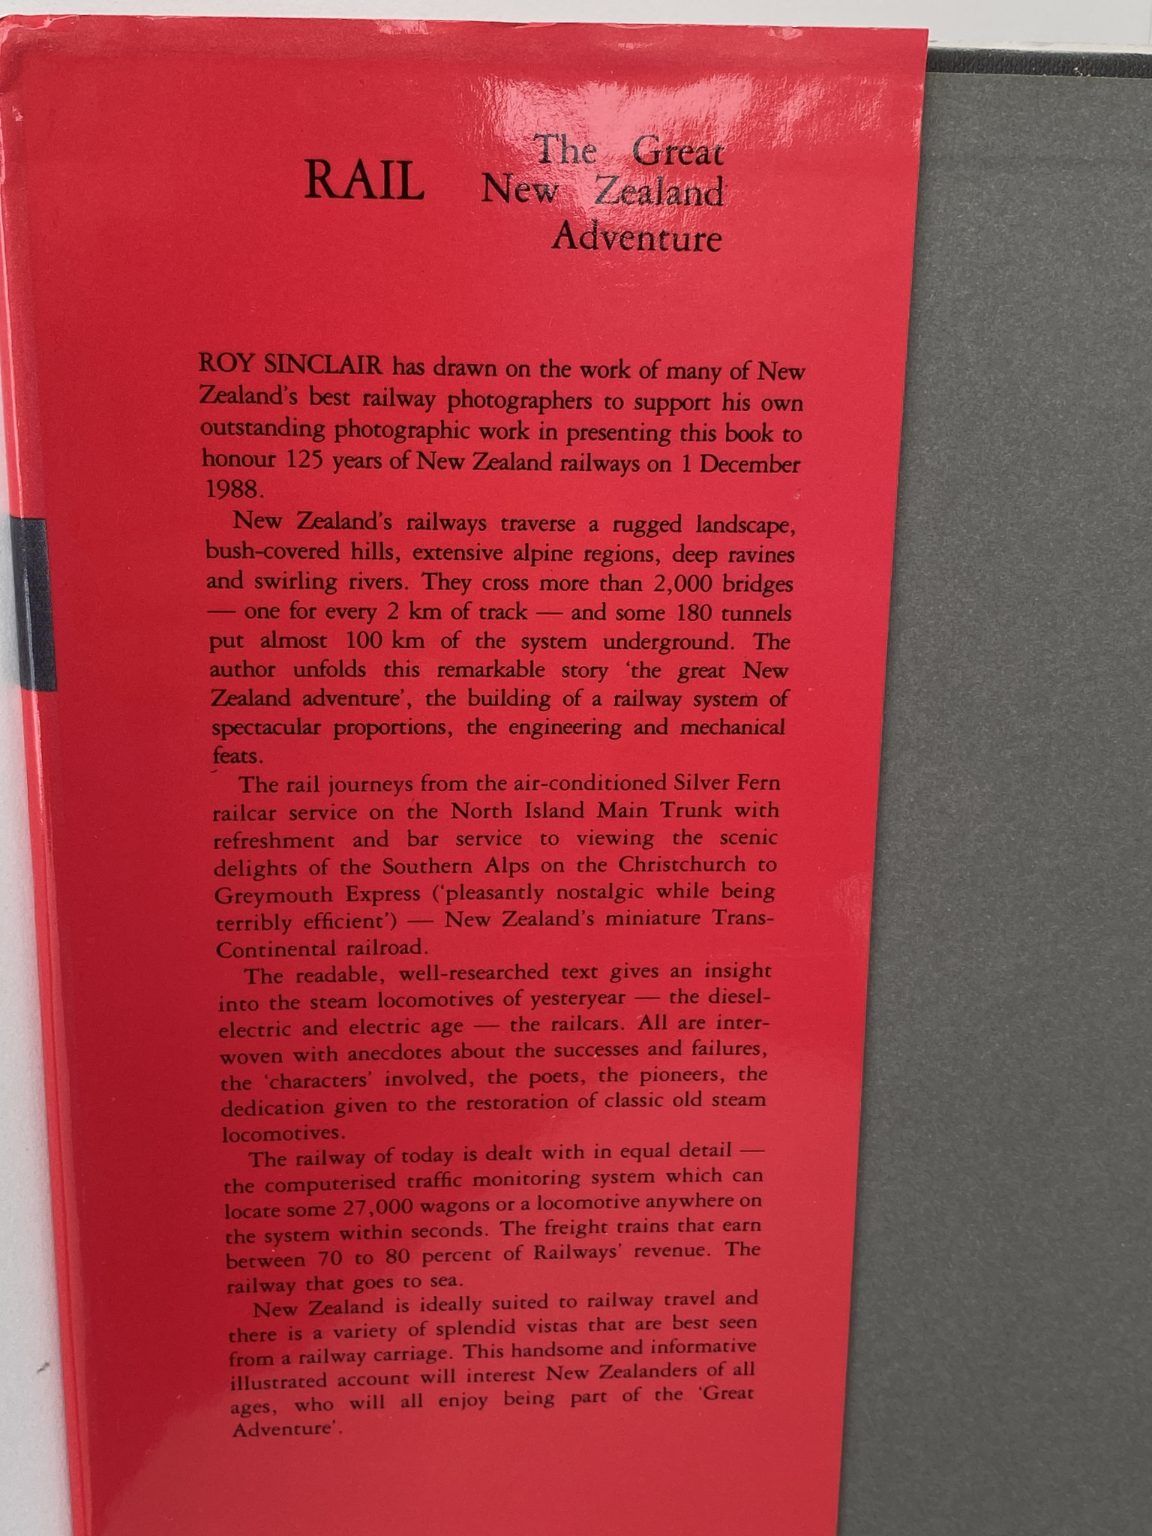 RAIL
The Great
New Zealand
Adventure
ROY SINCLAIR has drawn on the work of many of New
Zealand's best railway photographers to support his own
outstanding photographic work in presenting this book to
honour 125 years of New Zealand railways on 1 December
1988.
New Zealand's railways traverse a rugged landscape,
bush-covered hills, extensive alpine regions, deep ravines
and swirling rivers. They cross more than 2,000 bridges
— one for every 2 km of track — and some 180 tunnels
put almost 100 km of the system underground. The
author unfolds this remarkable story 'the great New
Zealand adventure', the building of a railway system of
spectacular proportions, the engineering and mechanical
feats.
The rail journeys from the air-conditioned Silver Fern
railcar service on the North Island Main Trunk with
refreshment and bar service to viewing the scenic
delights of the Southern Alps on the Christchurch to
Greymouth Express ('pleasantly nostalgic while being
terribly efficient') — New Zealand's miniature Trans-
Continental railroad.
The readable, well-researched text gives an insight
into the steam locomotives of yesteryear — the diesel-
electric and electric age — the railcars. All are inter-
woven with anecdotes about the successes and failures,
the 'characters' involved, the poets, the pioneers, the
dedication given to the restoration of classic old steam
locomotives.
The railway of today is dealt with in equal detail —
the computerised traffic monitoring system which can
locate some 27,000 wagons or a locomotive anywhere on
the system within seconds. The freight trains that earn
between 70 to 80 percent of Railways' revenue. The
railway that goes to sea.
New Zealand is ideally suited to railway travel and
there is a variety of splendid vistas that are best seen
from a railway carriage. This handsome and informative
illustrated account will interest New Zealanders of all
ages, who will all enjoy being part of the 'Great
Adventure'.